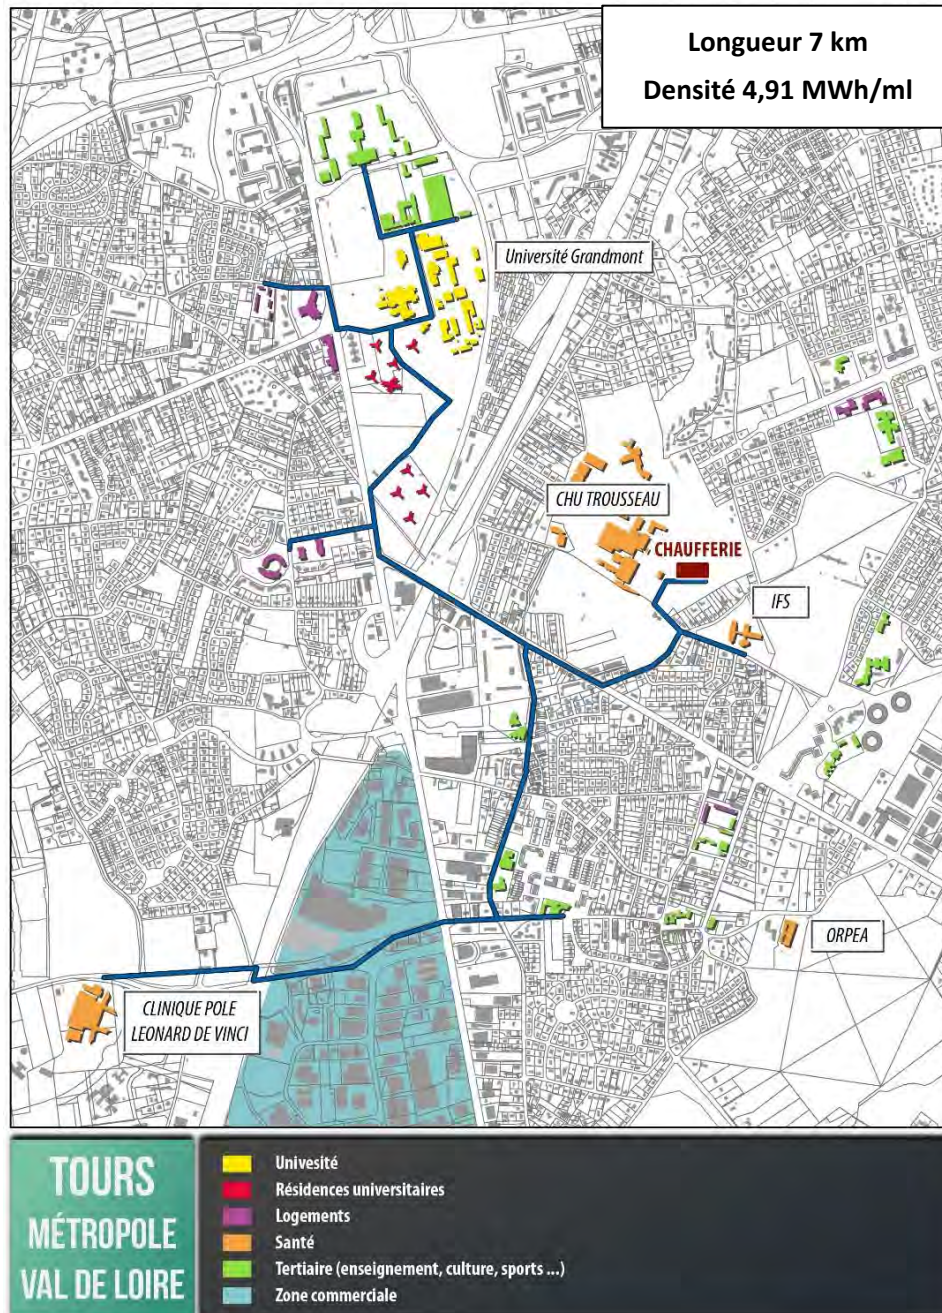 Longueur 7 km
Densité 4,91 MWh/ml
Université Grandmont
CHU TROUSSEAU
CHAUFFERIE
IFS
ORPEA
CLINIQUE POLE
LEONARD DE VINCI
TOURS
MÉTROPOLE
VAL DE LOIRE
Univesité
Résidences universitaires
Logements
Santé
Tertiaire (enseignement, culture, sports ...)
Zone commerciale